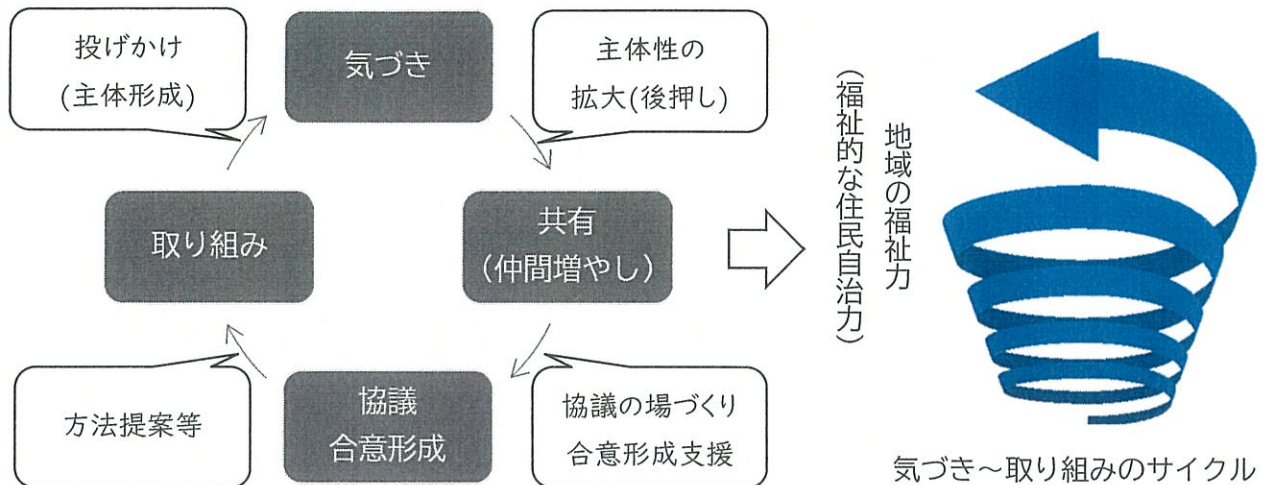 投げかけ
(主体形成)
気づき
主体性の
拡大(後押し)
取り組み
共有
(仲間増やし)
方法提案等
協議
合意形成
協議の場づくり
合意形成支援
地域の福祉力
(福祉的な住民自治力)
気づき～取り組みのサイクル